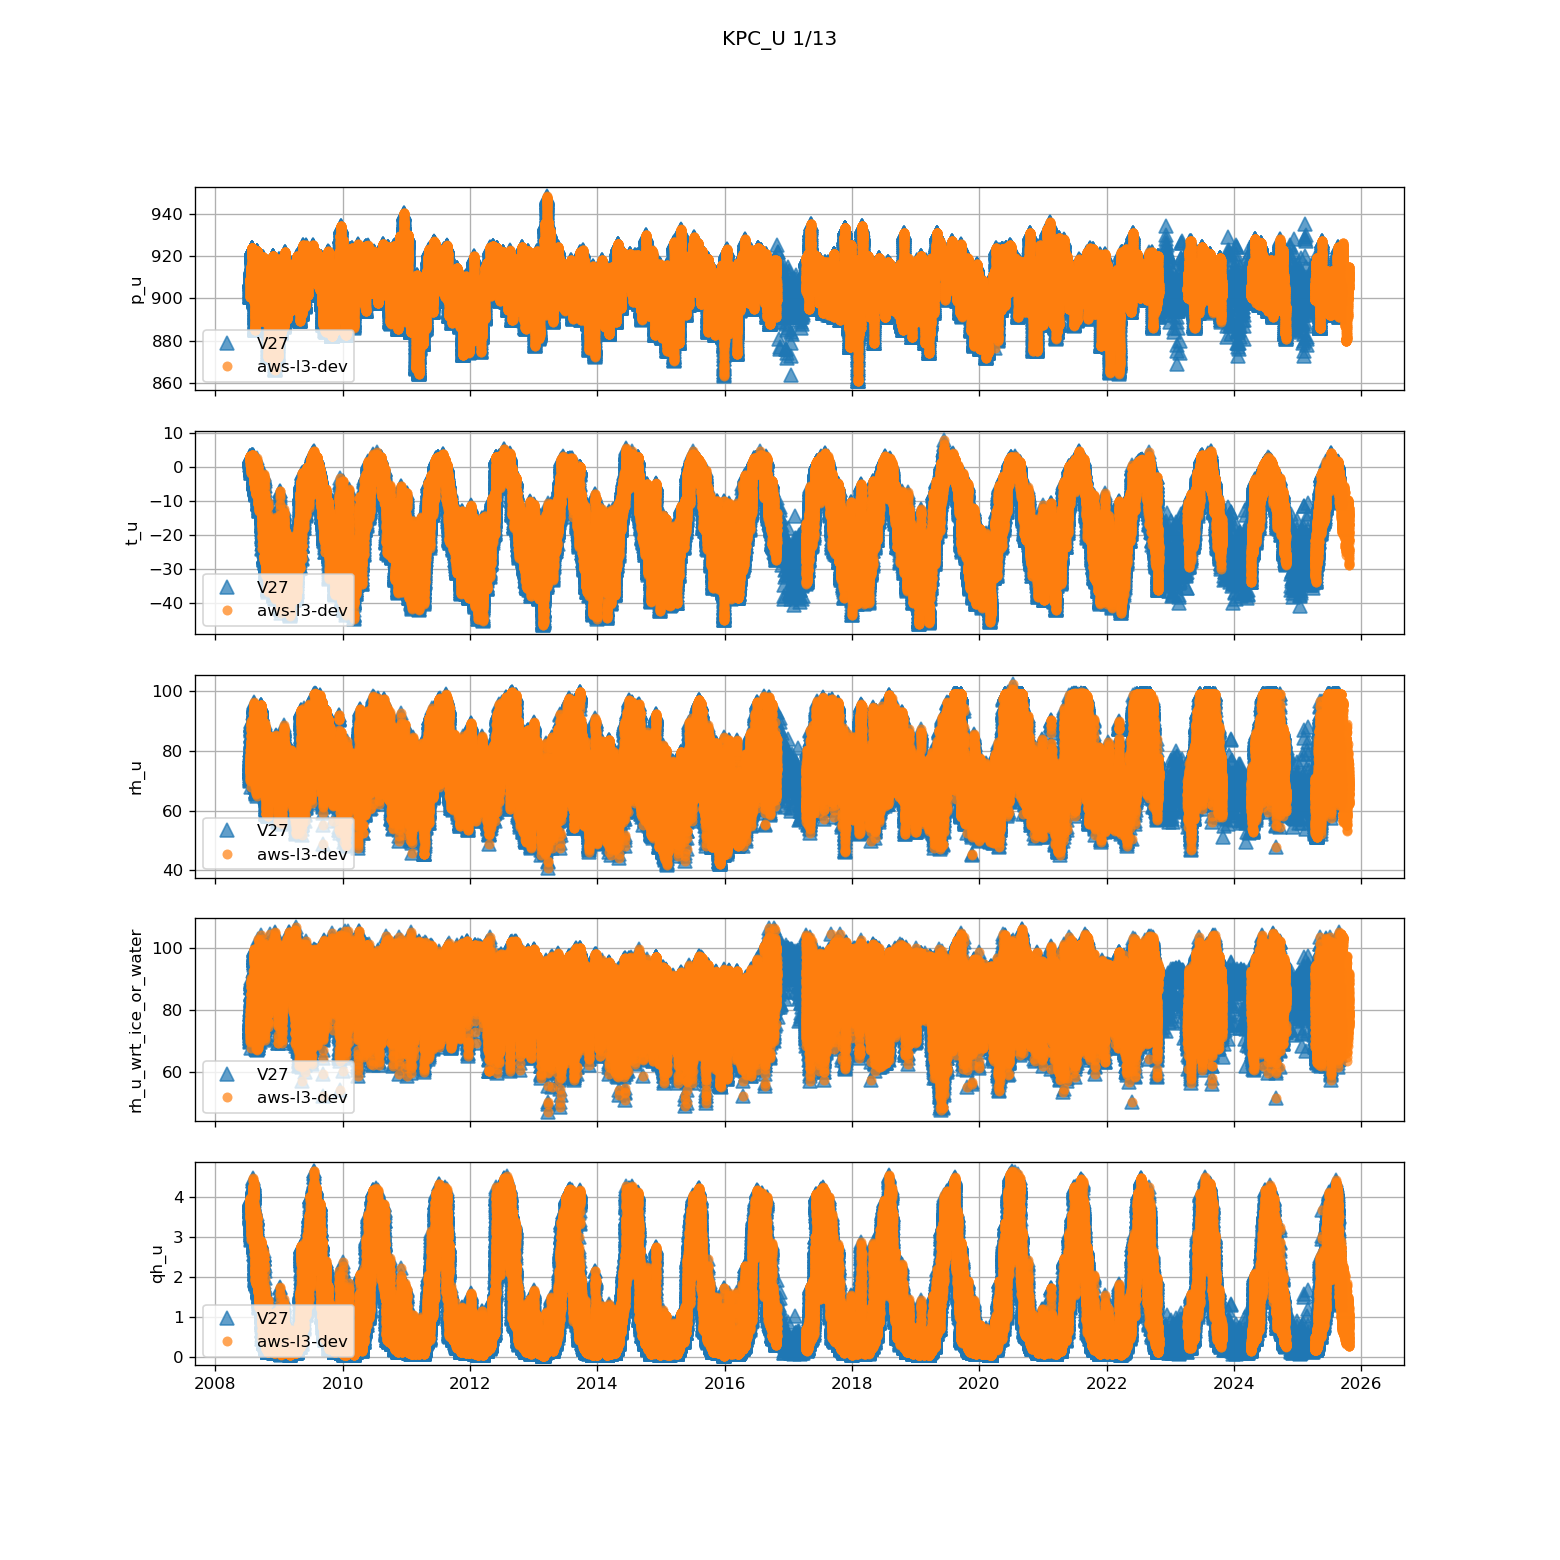 KPC_U 1/13
940
920
900
880
860
p_u
V27
aws-l3-dev
10
0
−10
−20
−30
−40
t_u
V27
aws-l3-dev
100
80
60
40
rh_u
V27
aws-l3-dev
100
80
60
rh_u_wrt_ice_or_water
V27
aws-l3-dev
4
3
2
1
0
qh_u
V27
aws-l3-dev
2008 2010 2012 2014 2016 2018 2020 2022 2024 2026